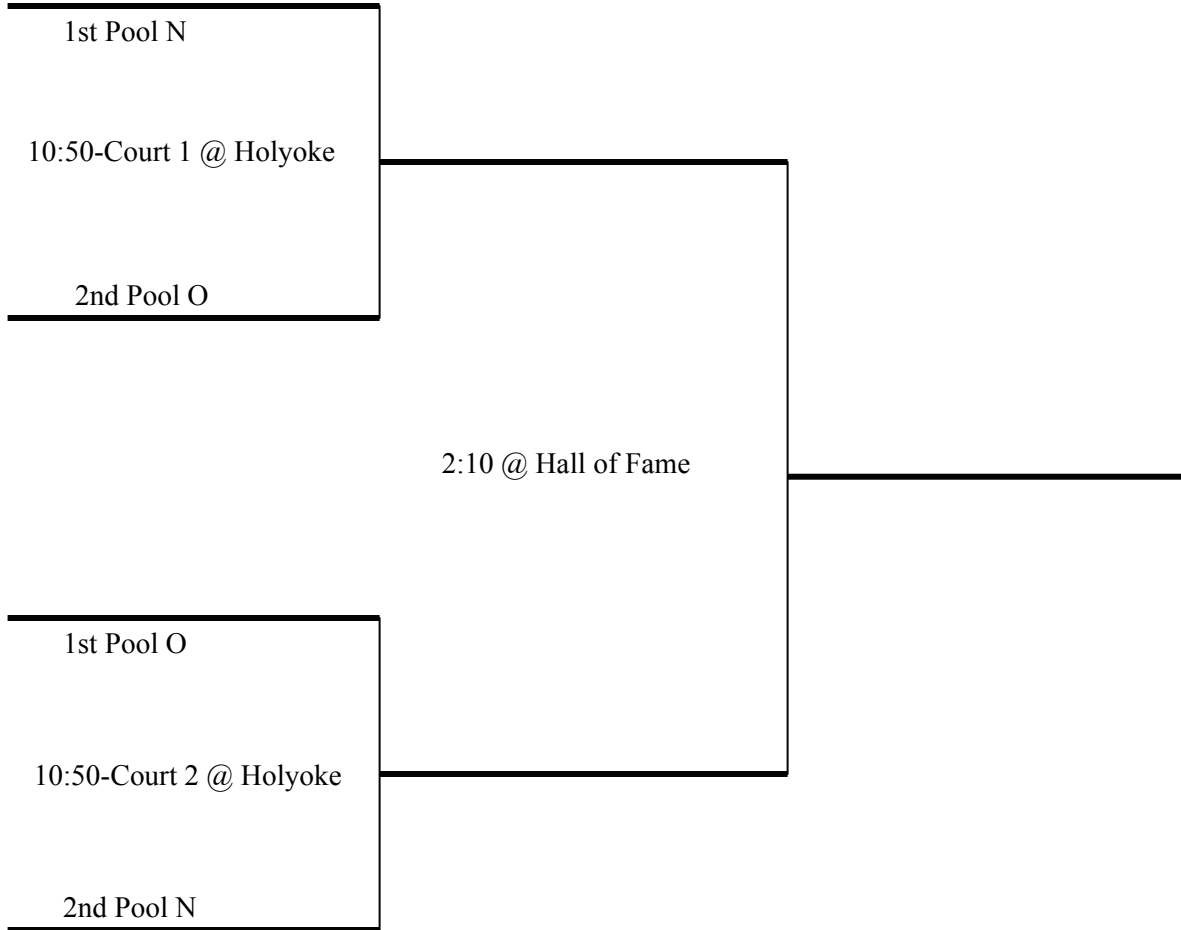 1st Pool N
10:50-Court 1 @ Holyoke
2nd Pool O
2:10 @ Hall of Fame
1st Pool O
10:50-Court 2 @ Holyoke
2nd Pool N